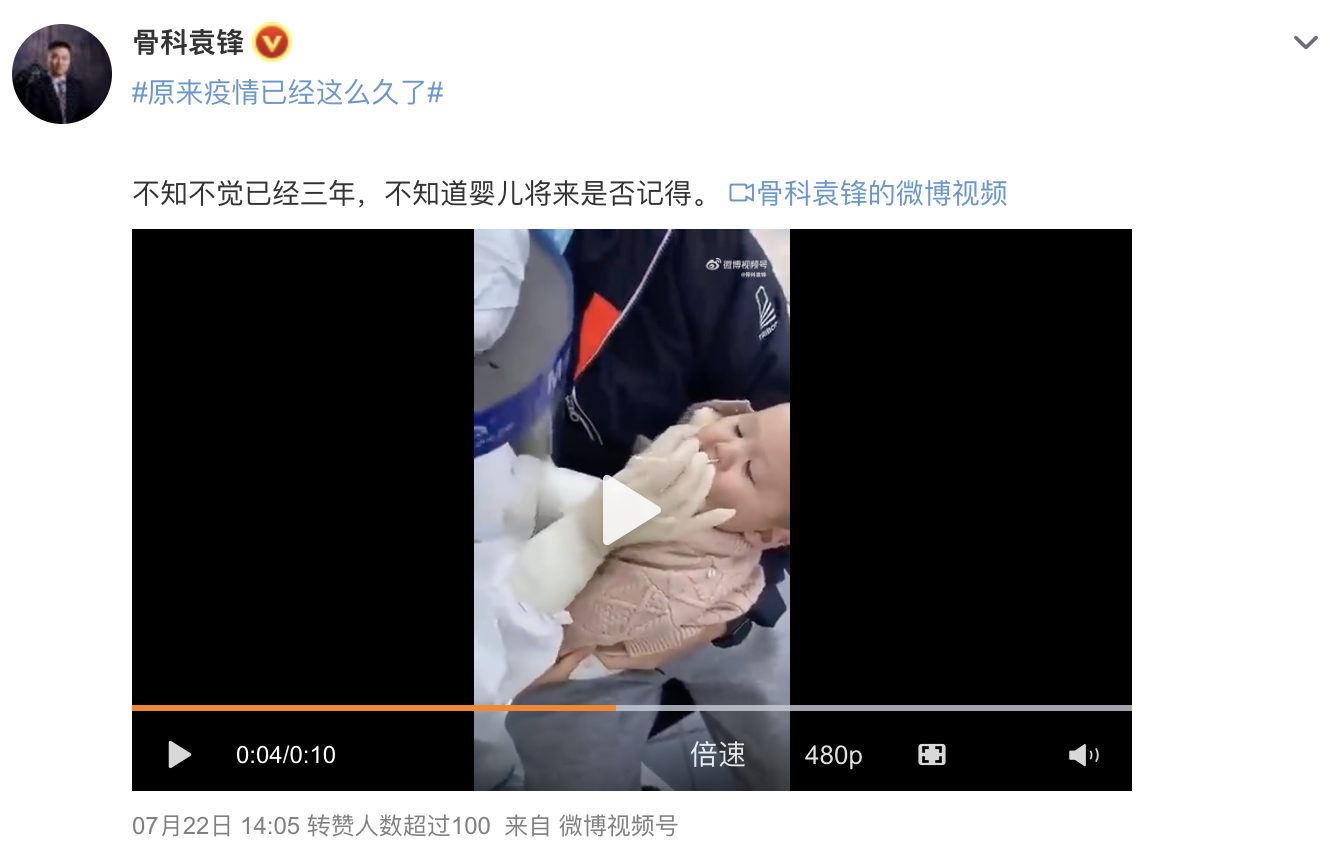 骨科袁锋
#原来疫情已经这么久了#
不知不觉已经三年，不知道婴儿将来是否记得。 骨科袁锋的微博视频
微博视频号
@骨科袁锋
0:04/0:10 倍速 480p
07月22日 14:05 转赞人数超过100 来自 微博视频号